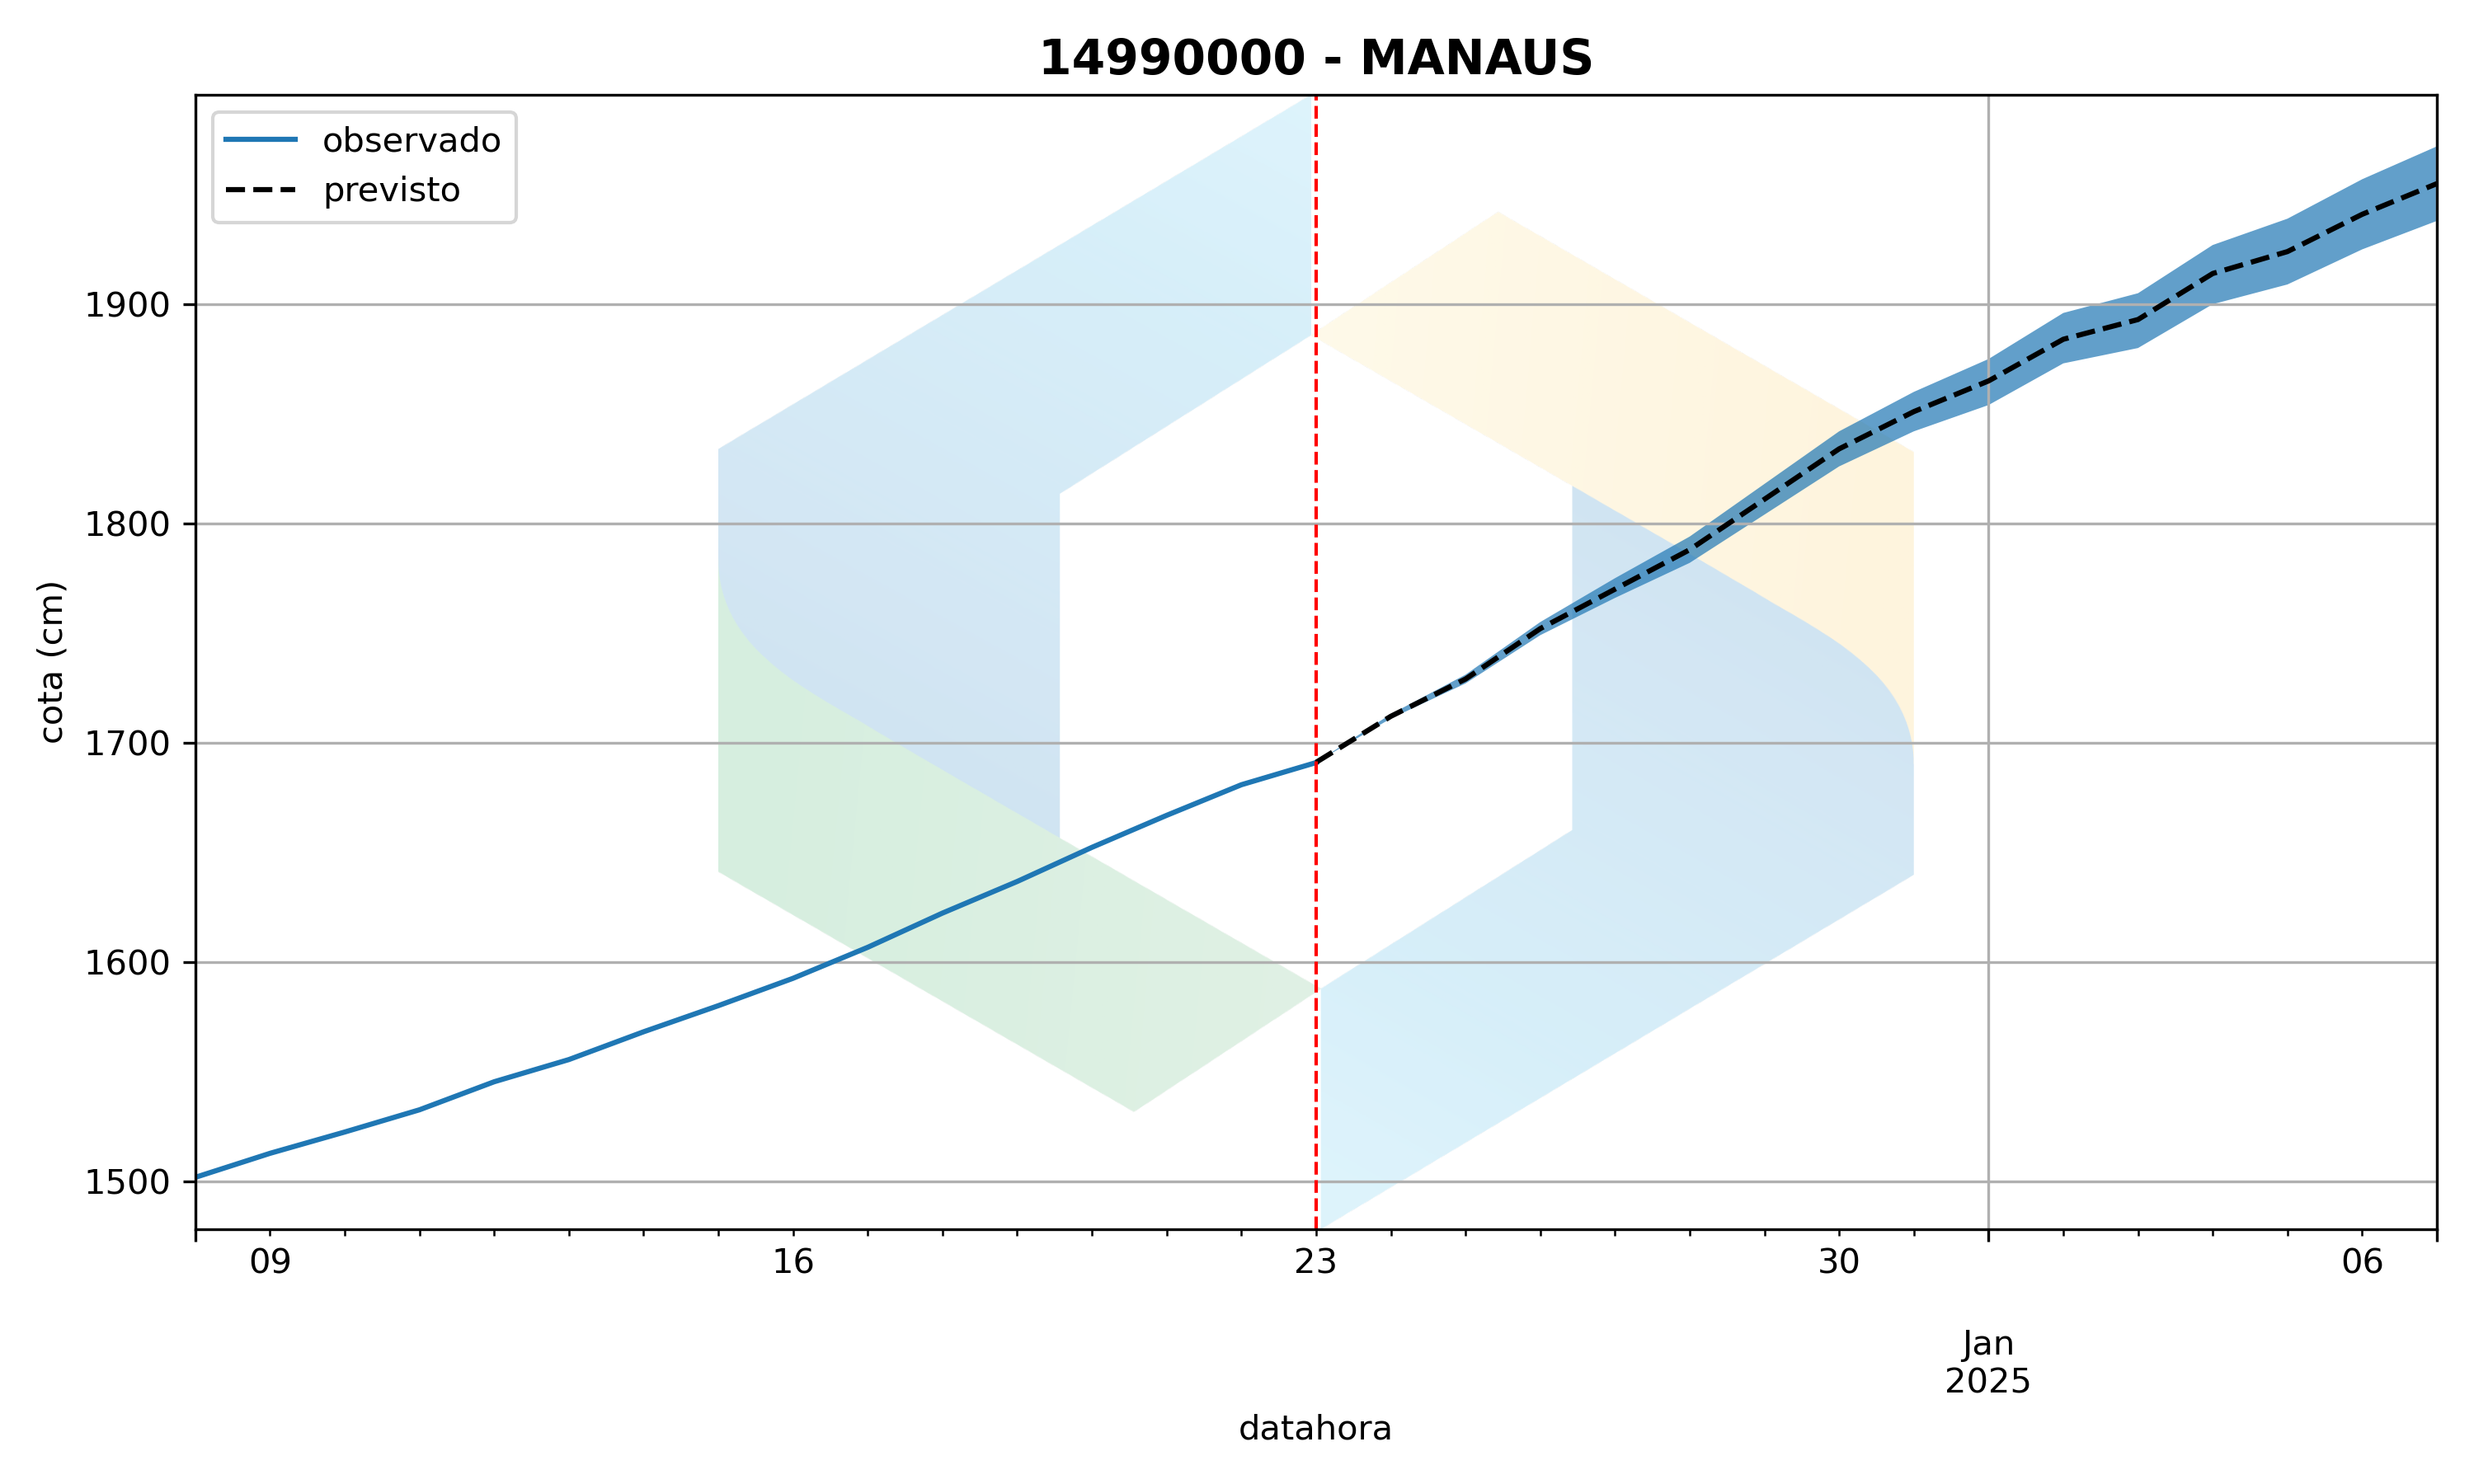 14990000 - MANAUS
observado
previsto
1900
1800
1700
1600
1500
cota (cm)
09 16 23 30 06
Jan
2025
datahora